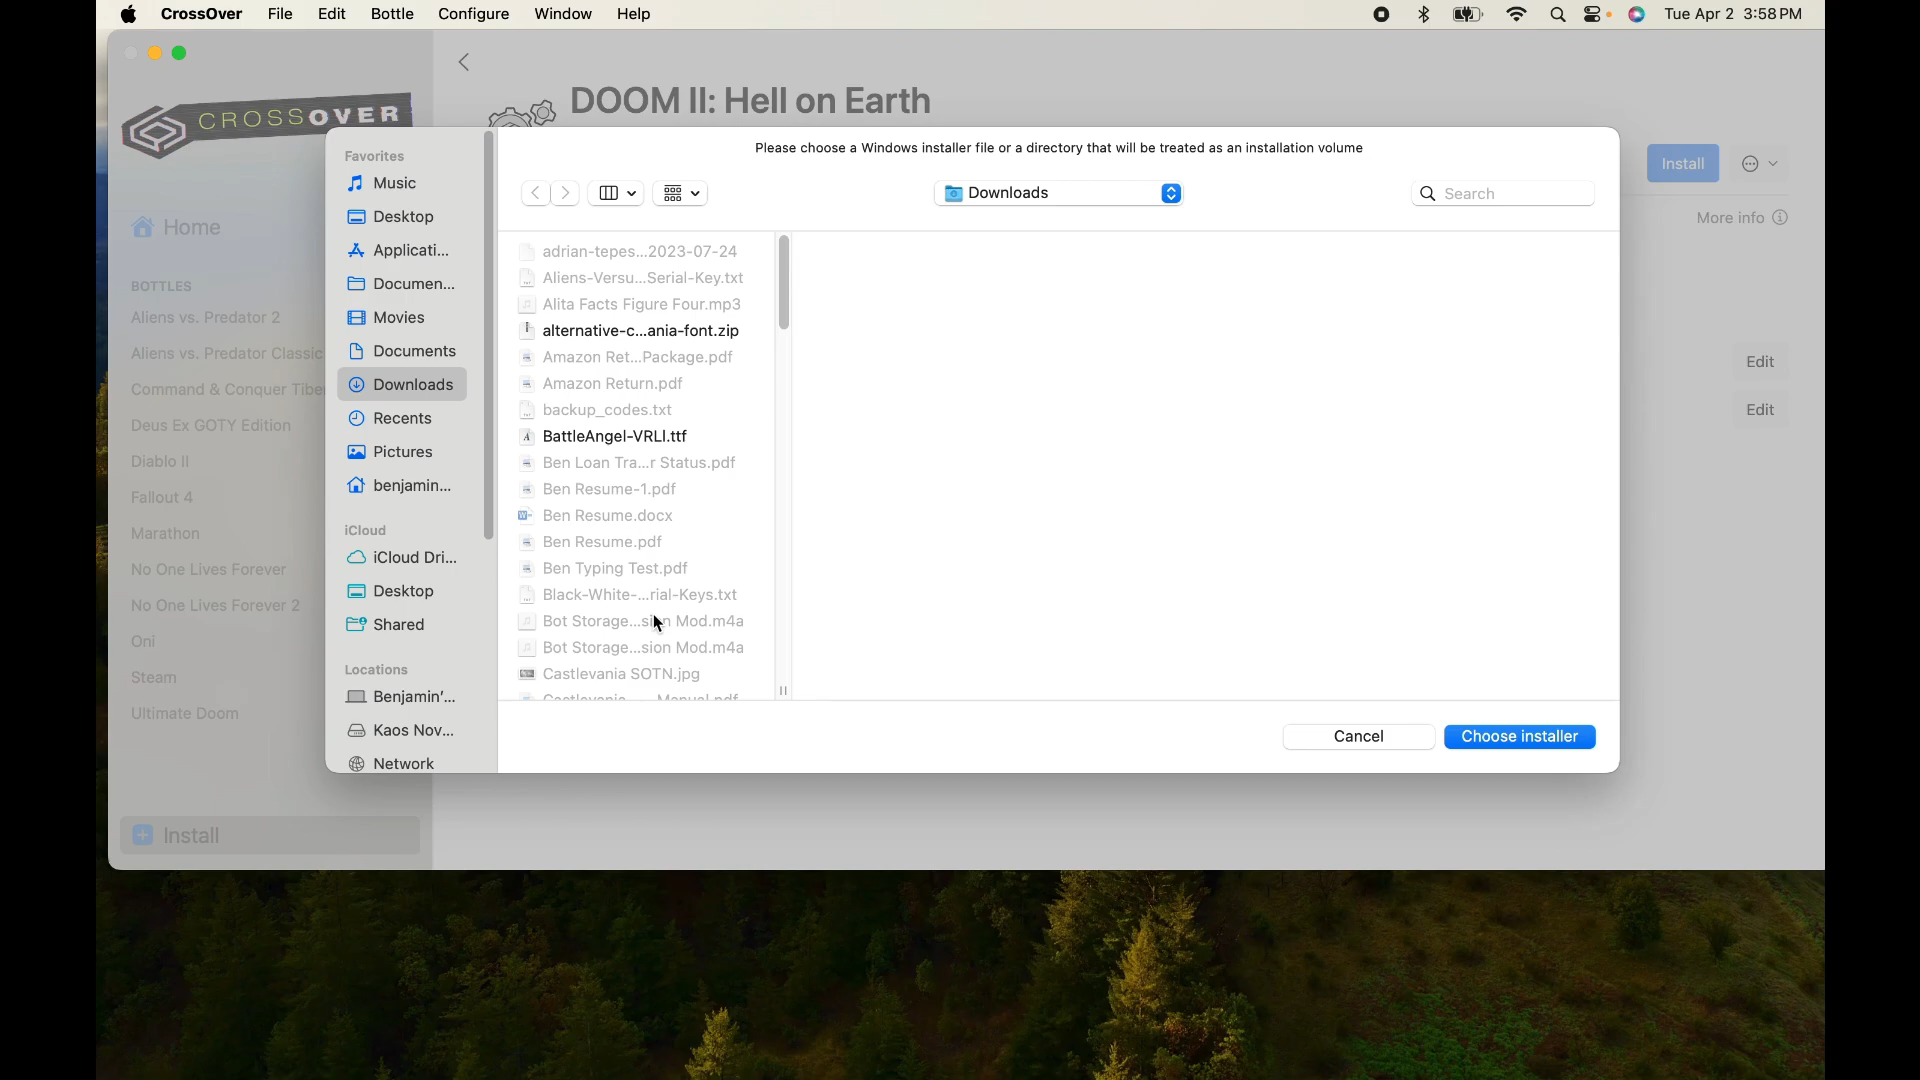 CrossOver File Edit Bottle Configure Window Help Tue Apr 2 3:58 PM
CROSSOVER
DOOM II: Hell on Earth
Install
More info
Edit
Edit
Home
BOTTLES
Aliens vs. Predator 2
Aliens vs. Predator Classic
Command & Conquer Tibe
Deus Ex GOTY Edition
Diablo II
Fallout 4
Marathon
No One Lives Forever
No One Lives Forever 2
Oni
Steam
Ultimate Doom
Install
Favorites
Music
Desktop
Applicati...
Documen...
Movies
Documents
Downloads
Recents
Pictures
benjamin...
iCloud
iCloud Dri...
Desktop
Shared
Locations
Benjamin'...
Kaos Nov...
Network
Please choose a Windows installer file or a directory that will be treated as an installation volume
Downloads
Search
adrian-tepes...2023-07-24
Aliens-Versu...Serial-Key.txt
Alita Facts Figure Four.mp3
alternative-c...ania-font.zip
Amazon Ret...Package.pdf
Amazon Return.pdf
backup_codes.txt
BattleAngel-VRLI.ttf
Ben Loan Tra...r Status.pdf
Ben Resume-1.pdf
Ben Resume.docx
Ben Resume.pdf
Ben Typing Test.pdf
Black-White-...rial-Keys.txt
Bot Storage...sion Mod.m4a
Bot Storage...sion Mod.m4a
Castlevania SOTN.jpg
Cancel
Choose installer